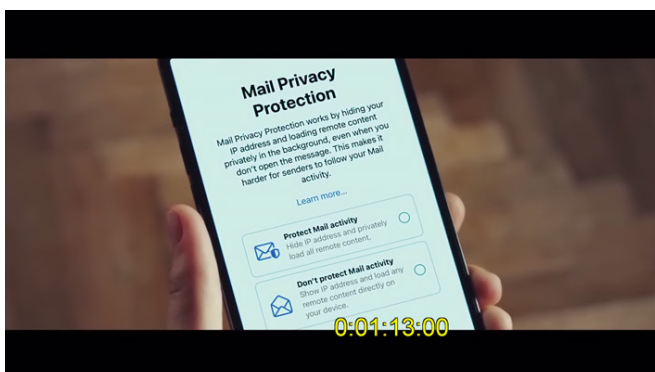 Mail Privacy
Protection
Mail Privacy Protection works by hiding your
IP address and loading remote content
privately in the background, even when you
don't open the message. This makes it
harder for senders to follow your Mail
activity.
Learn more...
Protect Mail activity
Hide IP address and privately
load all remote content.
Don't protect Mail activity
Show IP address and load any
remote content directly on
your device.
0:01:13:00